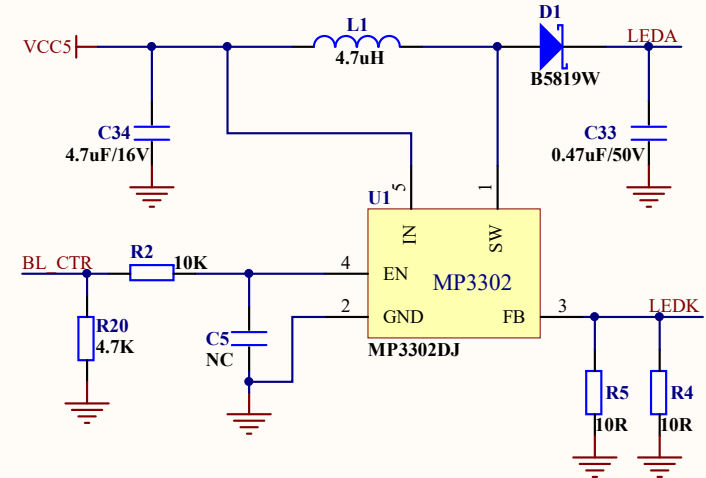 L1
D1
VCC5
4.7uH
LEDA
B5819W
C34
4.7uF/16V
C33
0.47uF/50V
5
1
U1
IN
SW
R2
BL_CTR
10K
4
EN
MP3302
2
GND
FB
3
LEDK
R20
4.7K
C5
NC
MP3302DJ
R5
10R
R4
10R